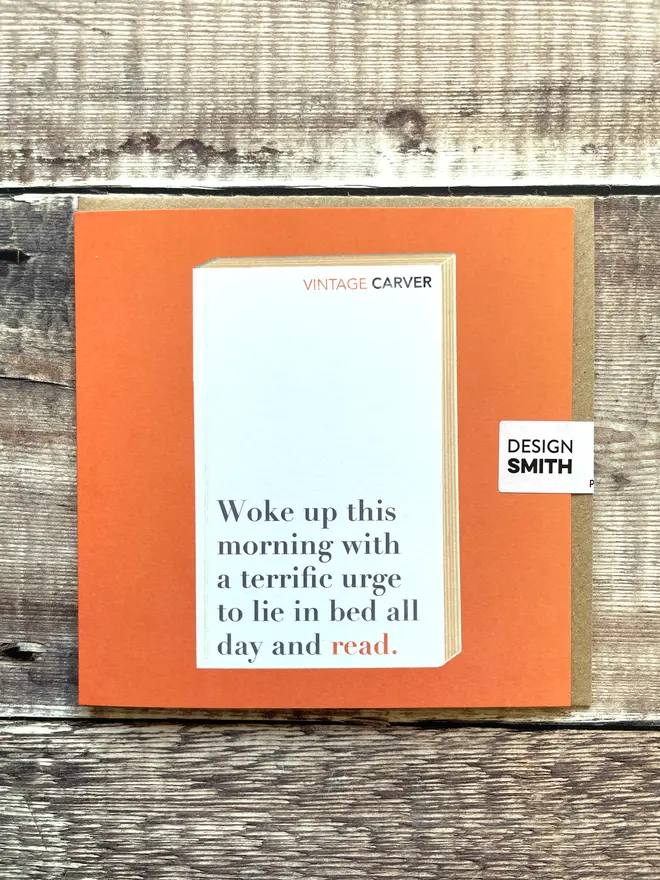 VINTAGE CARVER
DESIGN
SMITH
P
Woke up this
morning with
a terrific urge
to lie in bed all
day and read.